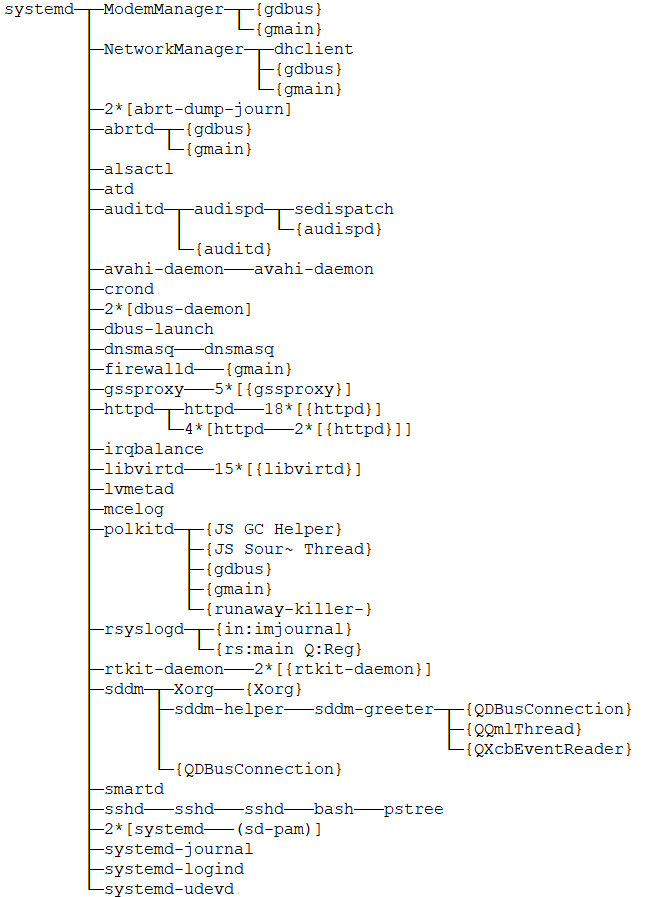 systemd─┬─ModemManager─┬─{gdbus}
        │              └─{gmain}
        ├─NetworkManager─┬─dhclient
        │                ├─{gdbus}
        │                └─{gmain}
        ├─2*[abrt-dump-journ]
        ├─abrtd─┬─{gdbus}
        │       └─{gmain}
        ├─alsactl
        ├─atd
        ├─auditd─┬─audispd─┬─sedispatch
        │        │         └─{audispd}
        │        └─{auditd}
        ├─avahi-daemon───avahi-daemon
        ├─crond
        ├─2*[dbus-daemon]
        ├─dbus-launch
        ├─dnsmasq───dnsmasq
        ├─firewalld───{gmain}
        ├─gssproxy───5*[{gssproxy}]
        ├─httpd─┬─httpd───18*[{httpd}]
        │       └─4*[httpd───2*[{httpd}]]
        ├─irqbalance
        ├─libvirtd───15*[{libvirtd}]
        ├─lvmetad
        ├─mcelog
        ├─polkitd─┬─{JS GC Helper}
        │         ├─{JS Sour~ Thread}
        │         ├─{gdbus}
        │         ├─{gmain}
        │         └─{runaway-killer-}
        ├─rsyslogd─┬─{in:imjournal}
        │          └─{rs:main Q:Reg}
        ├─rtkit-daemon───2*[{rtkit-daemon}]
        ├─sddm─┬─Xorg───{Xorg}
        │      ├─sddm-helper───sddm-greeter─┬─{QDBusConnection}
        │      │                            ├─{QQmlThread}
        │      │                            └─{QXcbEventReader}
        │      └─{QDBusConnection}
        ├─smartd
        ├─sshd───sshd───sshd───bash───pstree
        ├─2*[systemd───(sd-pam)]
        ├─systemd-journal
        ├─systemd-logind
        └─systemd-udevd